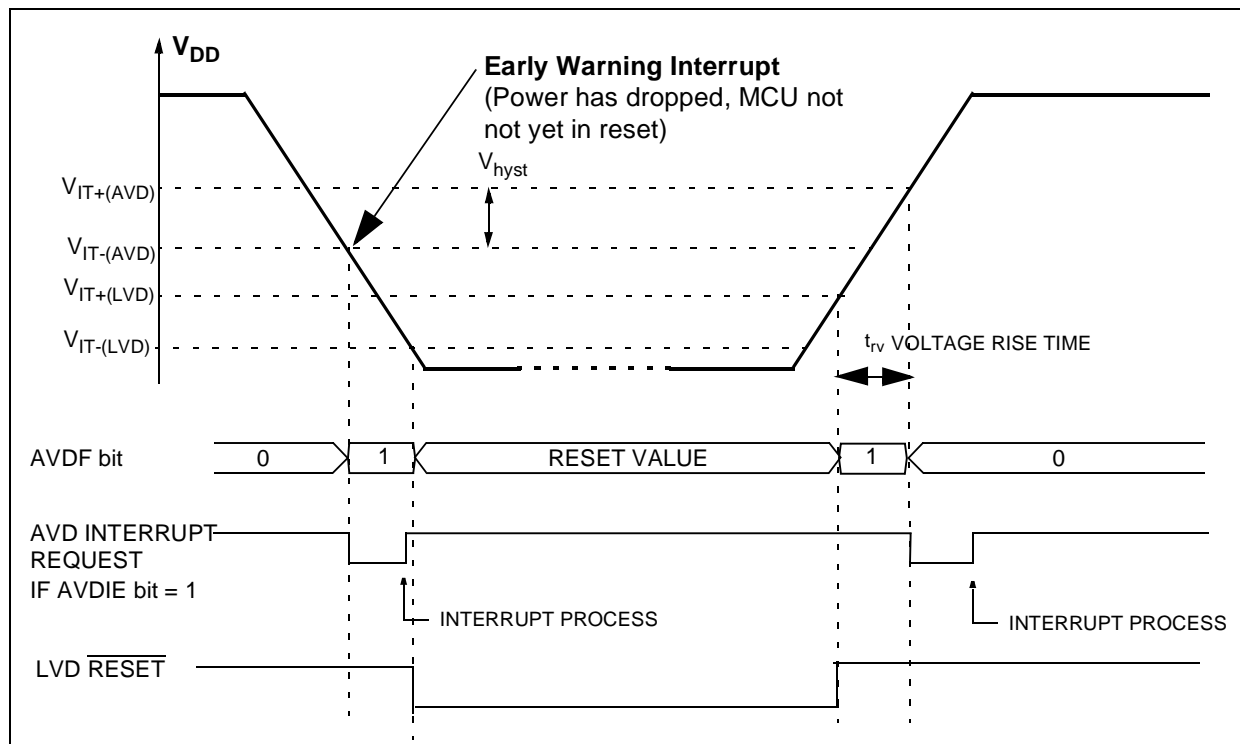 VDD
Early Warning Interrupt
(Power has dropped, MCU not
not yet in reset)
Vhyst
VIT+(AVD)
VIT-(AVD)
VIT+(LVD)
VIT-(LVD)
trv VOLTAGE RISE TIME
AVDF bit
0
1
RESET VALUE
1
0
AVD INTERRUPT
REQUEST
IF AVDIE bit = 1
INTERRUPT PROCESS
INTERRUPT PROCESS
LVD RESET